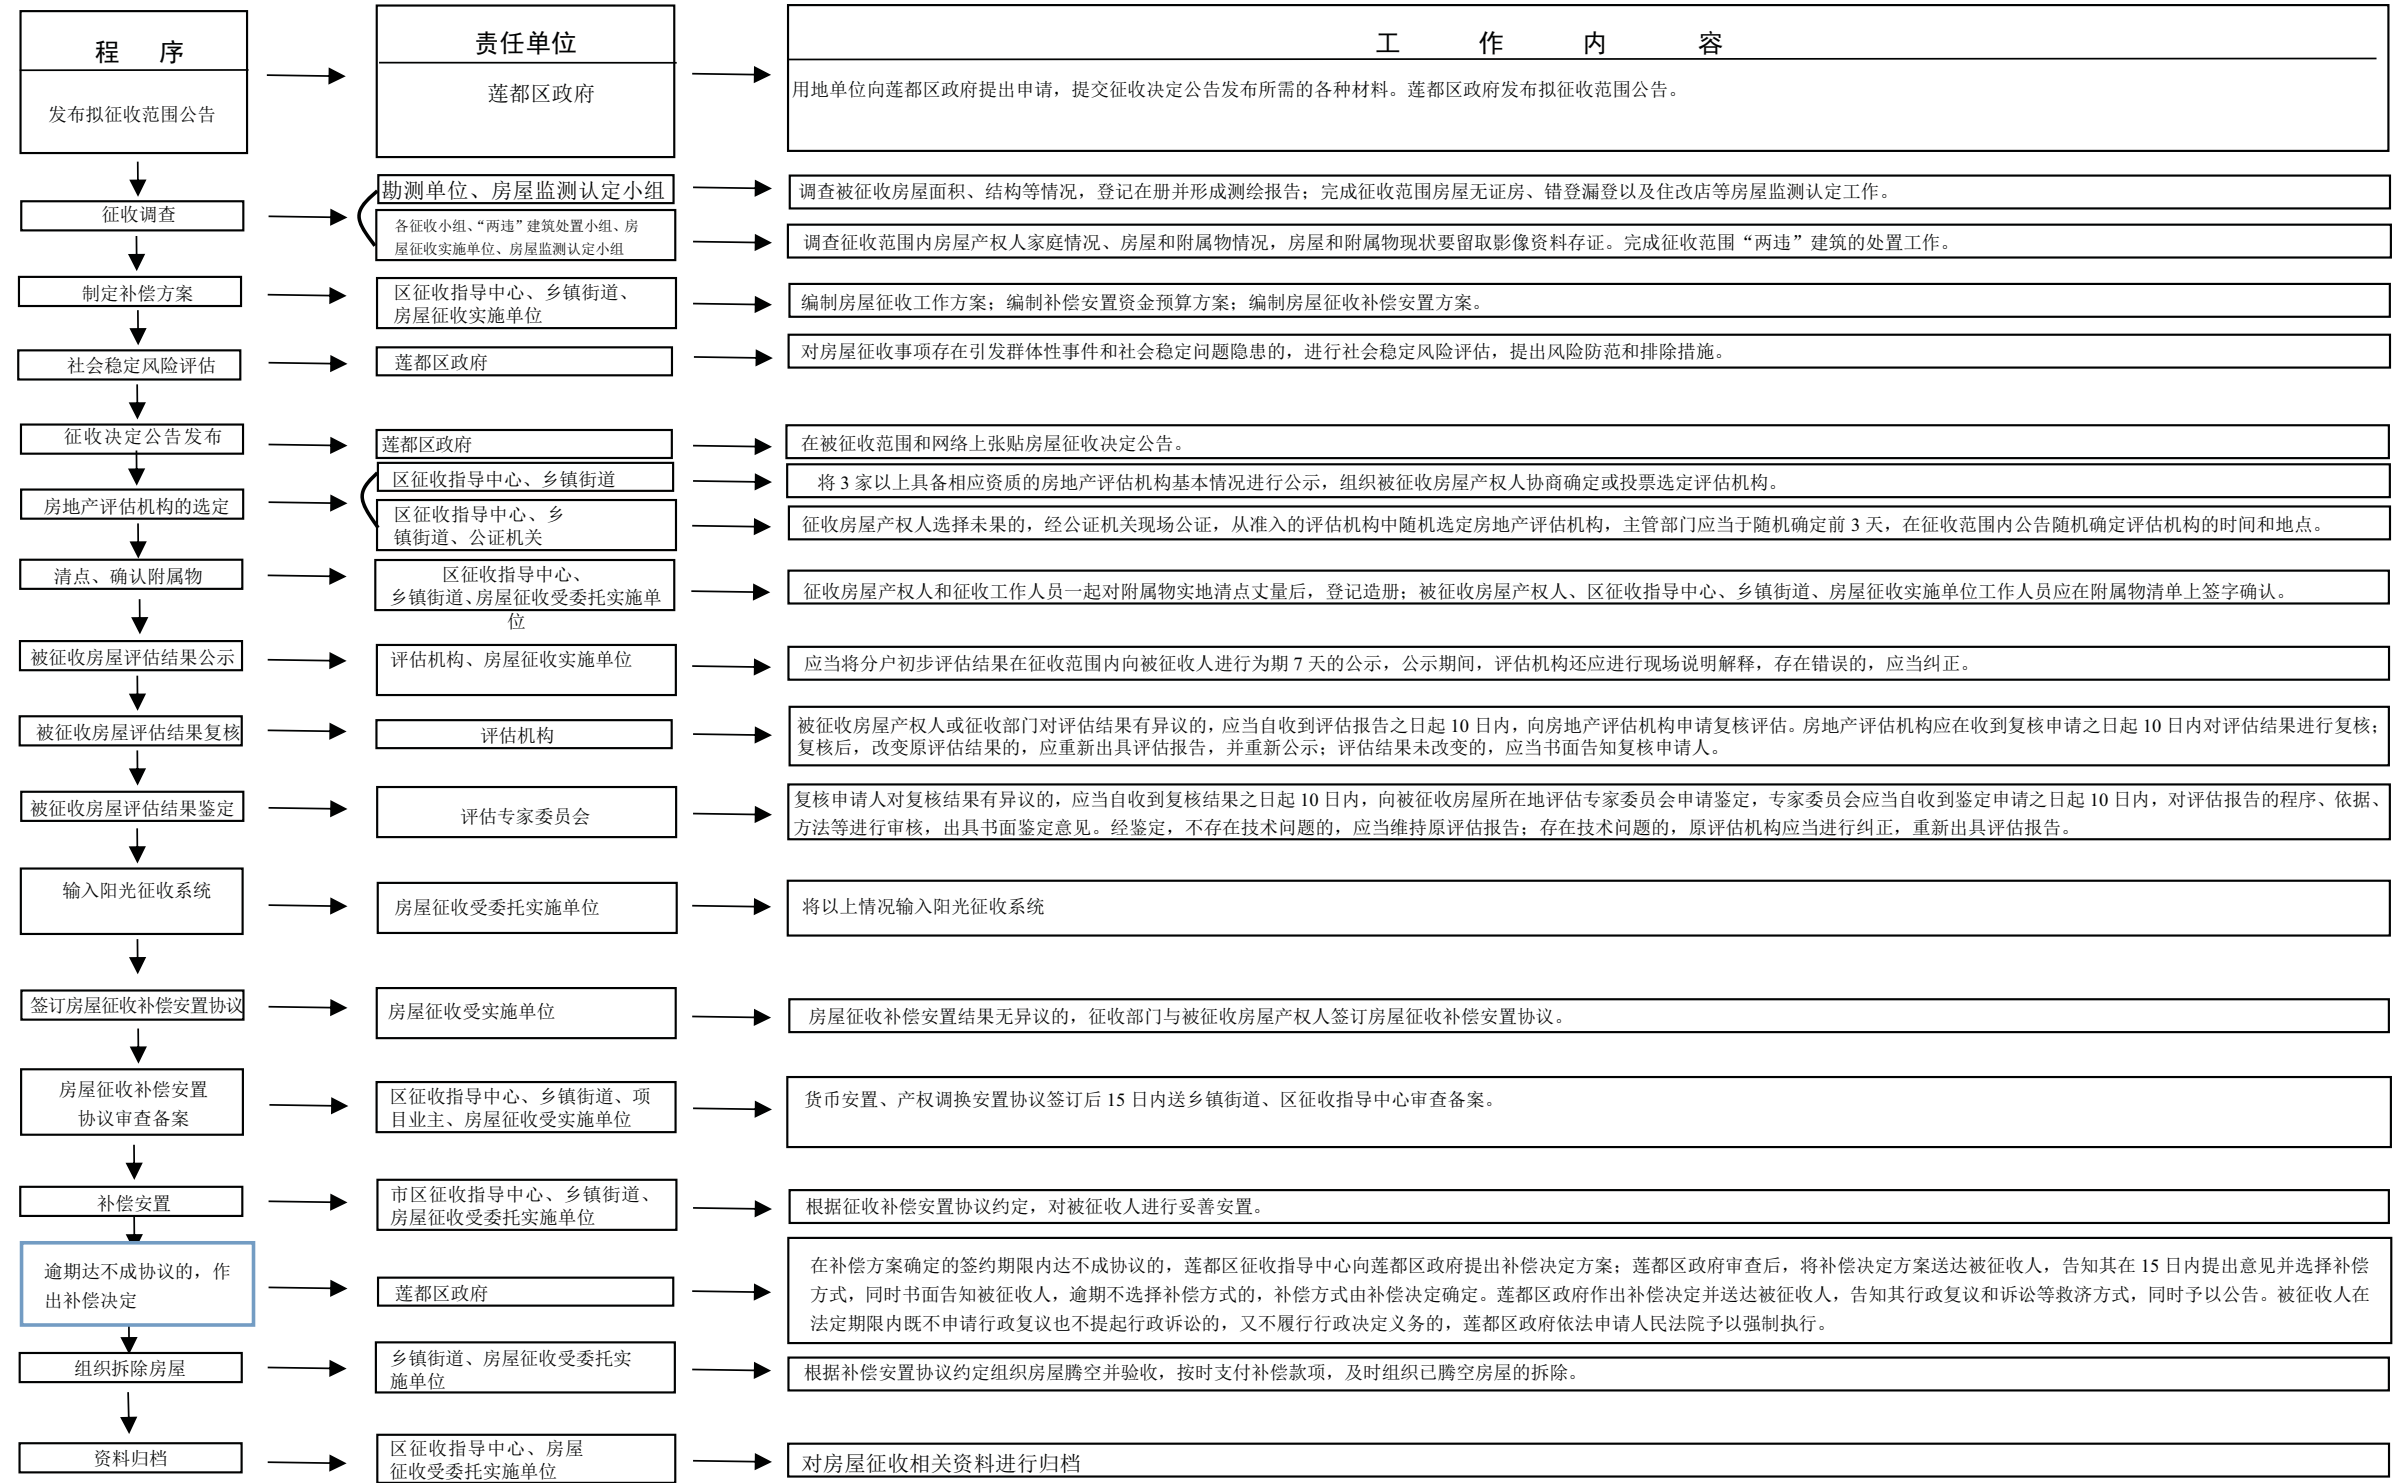 程 序
责任单位
工 作 内 容
发布拟征收范围公告
莲都区政府
用地单位向莲都区政府提出申请，提交征收决定公告发布所需的各种材料。莲都区政府发布拟征收范围公告。
征收调查
勘测单位、房屋监测认定小组
调查被征收房屋面积、结构等情况，登记在册并形成测绘报告；完成征收范围房屋无证房、错登漏登以及住改店等房屋监测认定工作。
各征收小组、“两违”建筑处置小组、房
屋征收实施单位、房屋监测认定小组
调查征收范围内房屋产权人家庭情况、房屋和附属物情况，房屋和附属物现状要留取影像资料存证。完成征收范围“两违”建筑的处置工作。
制定补偿方案
区征收指导中心、乡镇街道、
房屋征收实施单位
编制房屋征收工作方案；编制补偿安置资金预算方案；编制房屋征收补偿安置方案。
社会稳定风险评估
莲都区政府
对房屋征收事项存在引发群体性事件和社会稳定问题隐患的，进行社会稳定风险评估，提出风险防范和排除措施。
征收决定公告发布
莲都区政府
在被征收范围和网络上张贴房屋征收决定公告。
房地产评估机构的选定
区征收指导中心、乡镇街道
将 3 家以上具备相应资质的房地产评估机构基本情况进行公示，组织被征收房屋产权人协商确定或投票选定评估机构。
区征收指导中心、乡
镇街道、公证机关
征收房屋产权人选择未果的，经公证机关现场公证，从准入的评估机构中随机选定房地产评估机构，主管部门应当于随机确定前 3 天，在征收范围内公告随机确定评估机构的时间和地点。
清点、确认附属物
区征收指导中心、
乡镇街道、房屋征收受委托实施单
位
征收房屋产权人和征收工作人员一起对附属物实地清点丈量后，登记造册；被征收房屋产权人、区征收指导中心、乡镇街道、房屋征收实施单位工作人员应在附属物清单上签字确认。
被征收房屋评估结果公示
评估机构、房屋征收实施单位
应当将分户初步评估结果在征收范围内向被征收人进行为期 7 天的公示，公示期间，评估机构还应进行现场说明解释，存在错误的，应当纠正。
被征收房屋评估结果复核
评估机构
被征收房屋产权人或征收部门对评估结果有异议的，应当自收到评估报告之日起 10 日内，向房地产评估机构申请复核评估。房地产评估机构应在收到复核申请之日起 10 日内对评估结果进行复核；
复核后，改变原评估结果的，应重新出具评估报告，并重新公示；评估结果未改变的，应当书面告知复核申请人。
被征收房屋评估结果鉴定
评估专家委员会
复核申请人对复核结果有异议的，应当自收到复核结果之日起 10 日内，向被征收房屋所在地评估专家委员会申请鉴定，专家委员会应当自收到鉴定申请之日起 10 日内，对评估报告的程序、依据、
方法等进行审核，出具书面鉴定意见。经鉴定，不存在技术问题的，应当维持原评估报告；存在技术问题的，原评估机构应当进行纠正，重新出具评估报告。
输入阳光征收系统
房屋征收受委托实施单位
将以上情况输入阳光征收系统
签订房屋征收补偿安置协议
房屋征收受实施单位
房屋征收补偿安置结果无异议的，征收部门与被征收房屋产权人签订房屋征收补偿安置协议。
房屋征收补偿安置
协议审查备案
区征收指导中心、乡镇街道、项
目业主、房屋征收受实施单位
货币安置、产权调换安置协议签订后 15 日内送乡镇街道、区征收指导中心审查备案。
补偿安置
市区征收指导中心、乡镇街道、
房屋征收受委托实施单位
根据征收补偿安置协议约定，对被征收人进行妥善安置。
逾期达不成协议的，作
出补偿决定
莲都区政府
在补偿方案确定的签约期限内达不成协议的，莲都区征收指导中心向莲都区政府提出补偿决定方案；莲都区政府审查后，将补偿决定方案送达被征收人，告知其在 15 日内提出意见并选择补偿
方式，同时书面告知被征收人，逾期不选择补偿方式的，补偿方式由补偿决定确定。莲都区政府作出补偿决定并送达被征收人，告知其行政复议和诉讼等救济方式，同时予以公告。被征收人在
法定期限内既不申请行政复议也不提起行政诉讼的，又不履行行政决定义务的，莲都区政府依法申请人民法院予以强制执行。
组织拆除房屋
乡镇街道、房屋征收受委托实
施单位
根据补偿安置协议约定组织房屋腾空并验收，按时支付补偿款项，及时组织已腾空房屋的拆除。
资料归档
区征收指导中心、房屋
征收受委托实施单位
对房屋征收相关资料进行归档